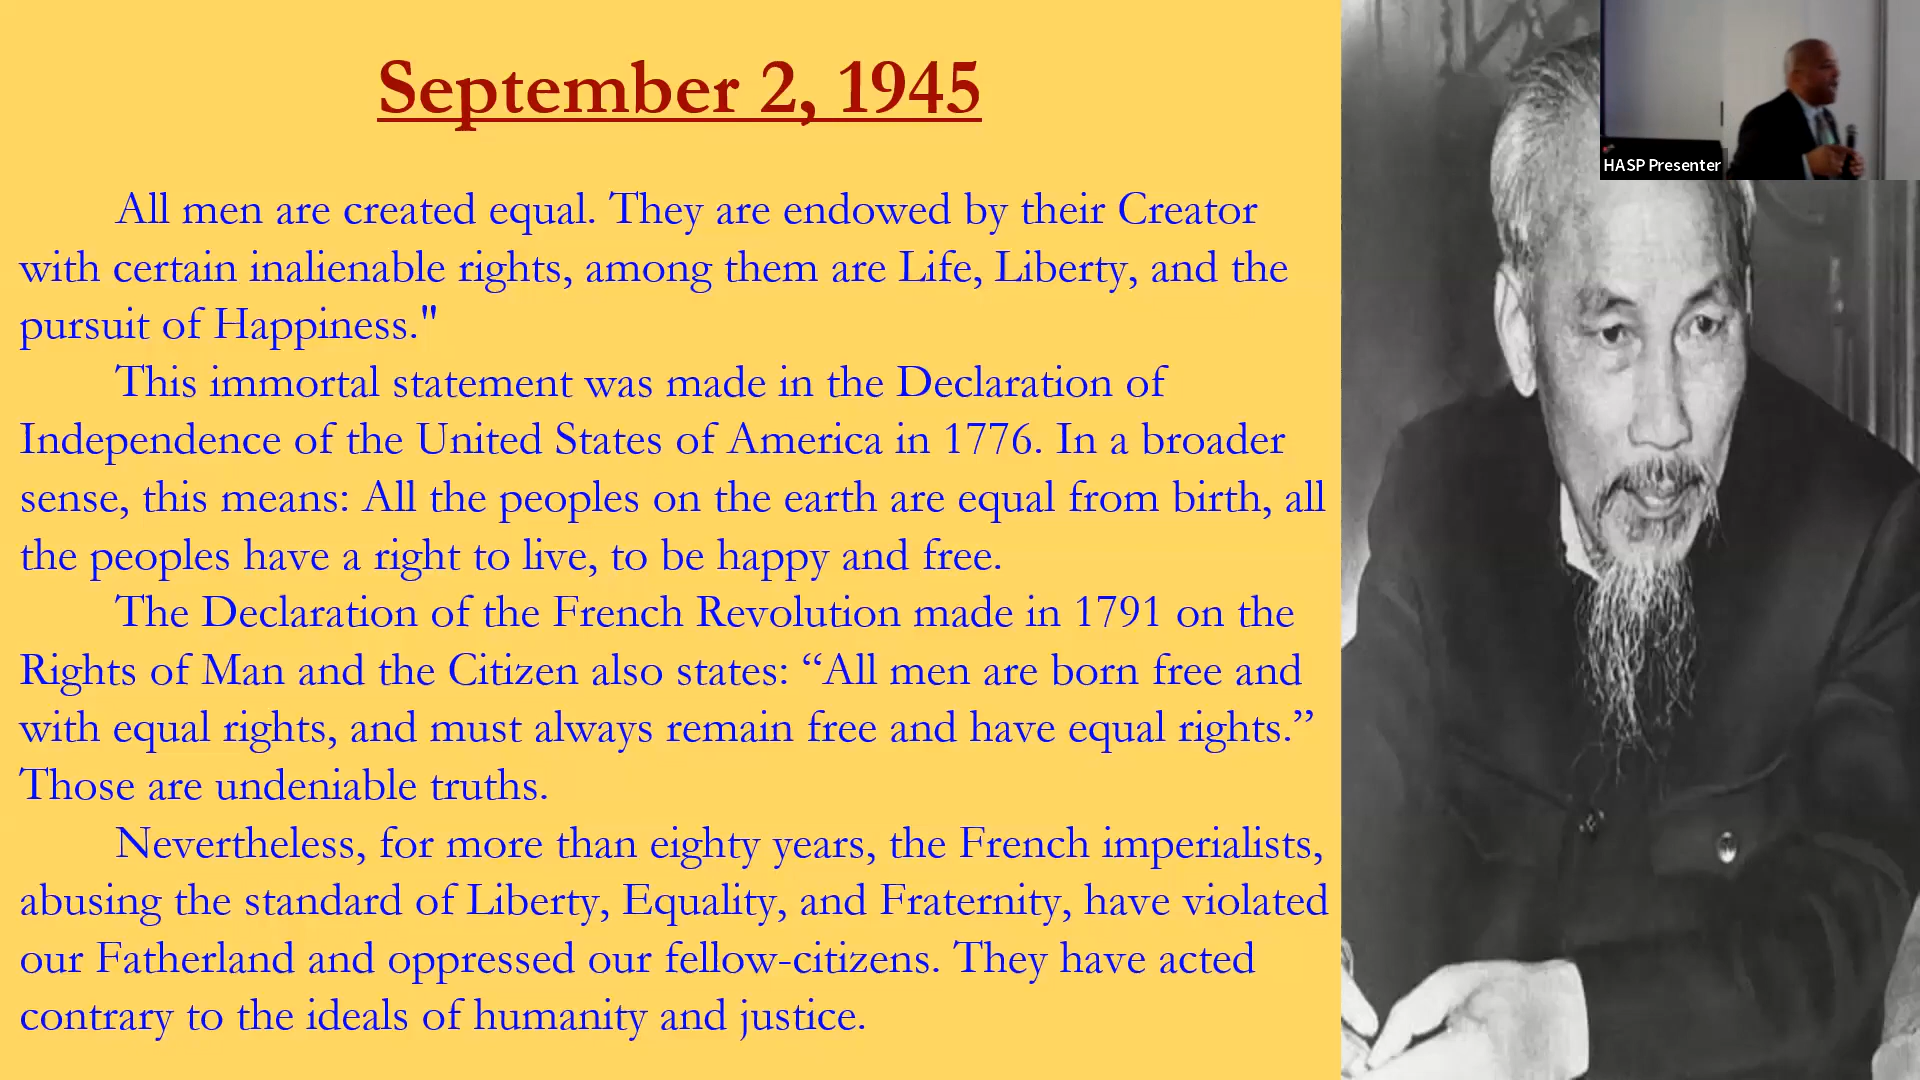 September 2, 1945
HASP Presenter
All men are created equal. They are endowed by their Creator
with certain inalienable rights, among them are Life, Liberty, and the
pursuit of Happiness."
This immortal statement was made in the Declaration of
Independence of the United States of America in 1776. In a broader
sense, this means: All the peoples on the earth are equal from birth, all
the peoples have a right to live, to be happy and free.
The Declaration of the French Revolution made in 1791 on the
Rights of Man and the Citizen also states: “All men are born free and
with equal rights, and must always remain free and have equal rights.”
Those are undeniable truths.
Nevertheless, for more than eighty years, the French imperialists,
abusing the standard of Liberty, Equality, and Fraternity, have violated
our Fatherland and oppressed our fellow-citizens. They have acted
contrary to the ideals of humanity and justice.